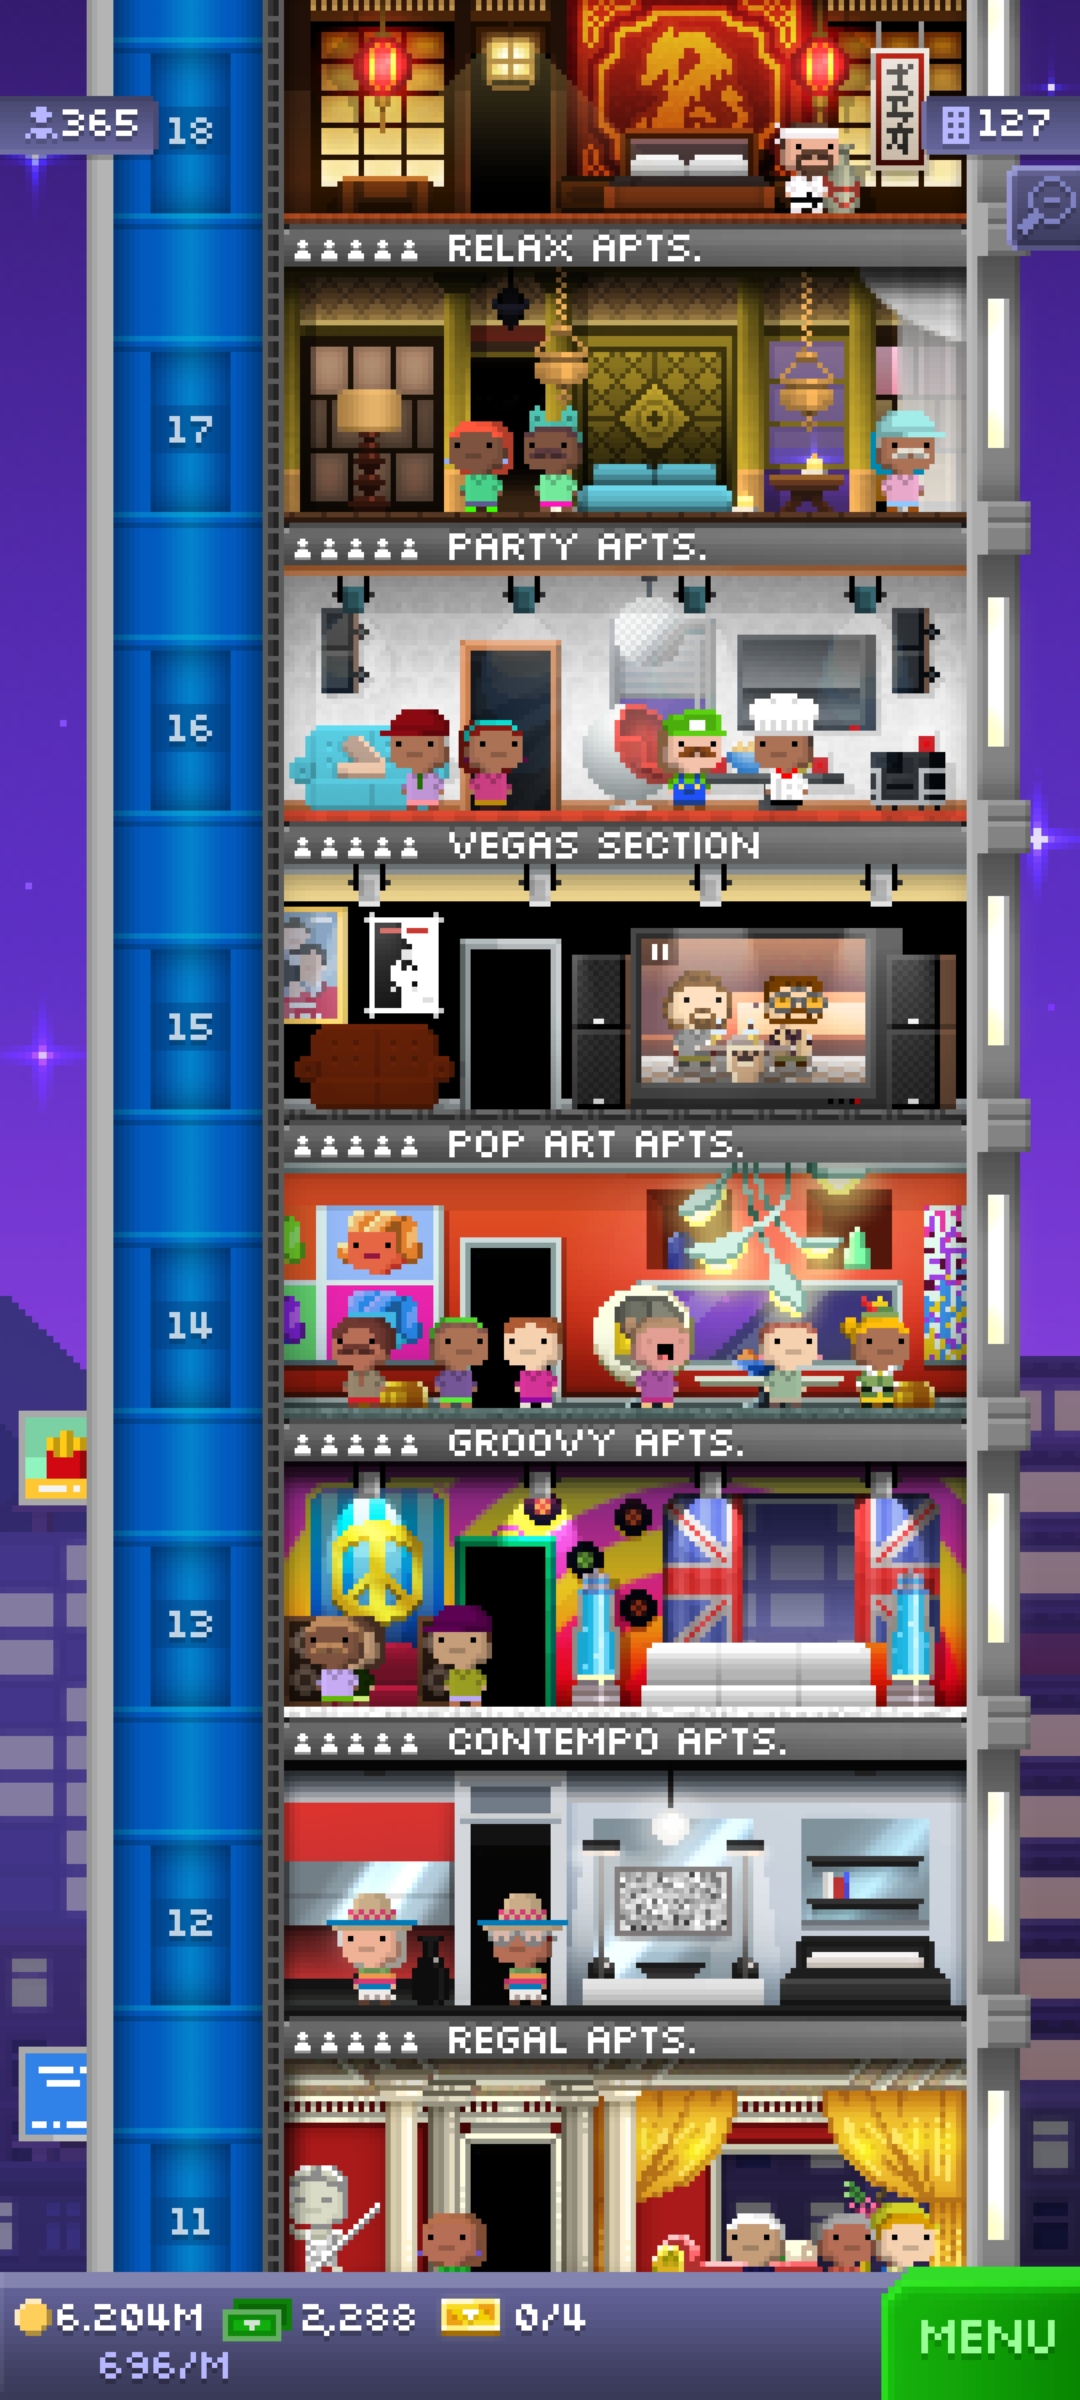 365
18
127
RELAX APTS.
17
PARTY APTS.
16
VEGAS SECTION
15
POP ART APTS.
14
GROOVY APTS.
13
CONTEMPO APTS.
12
REGAL APTS.
11
6.204M 2,288 0/4
696/M
MENU